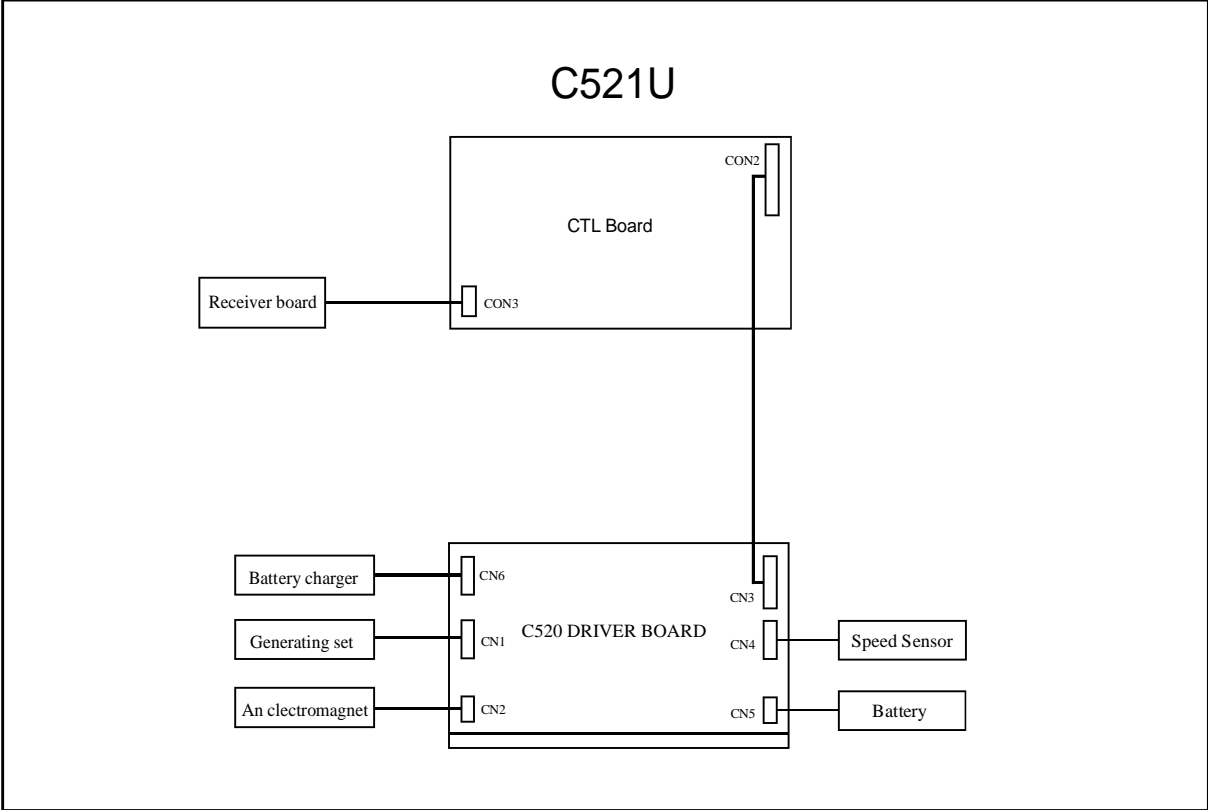 C521U
CON2
CTL Board
Receiver board
CON3
Battery charger
CN6
CN3
Generating set
CN1
C520 DRIVER BOARD
CN4
Speed Sensor
An clectromagnet
CN2
CN5
Battery